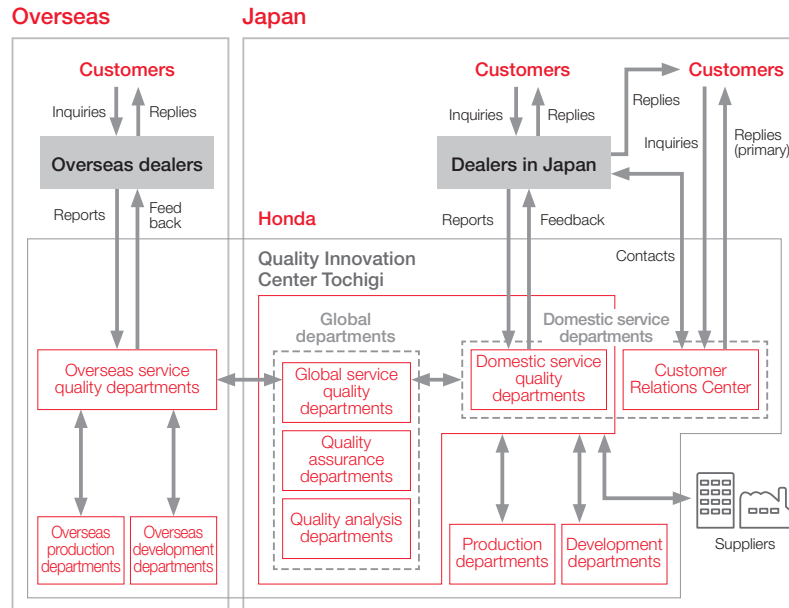 Overseas
Japan
Customers
Customers
Customers
Inquiries
Replies
Inquiries
Replies
Replies
Inquiries
Replies
(primary)
Overseas dealers
Dealers in Japan
Reports
Feed
back
Honda
Reports
Feedback
Contacts
Quality Innovation
Center Tochigi
Global
departments
Domestic service
departments
Overseas service
quality departments
Global service
quality
departments
Domestic service
quality
departments
Customer
Relations Center
Quality
assurance
departments
Quality analysis
departments
Overseas
production
departments
Overseas
development
departments
Production
departments
Development
departments
Suppliers